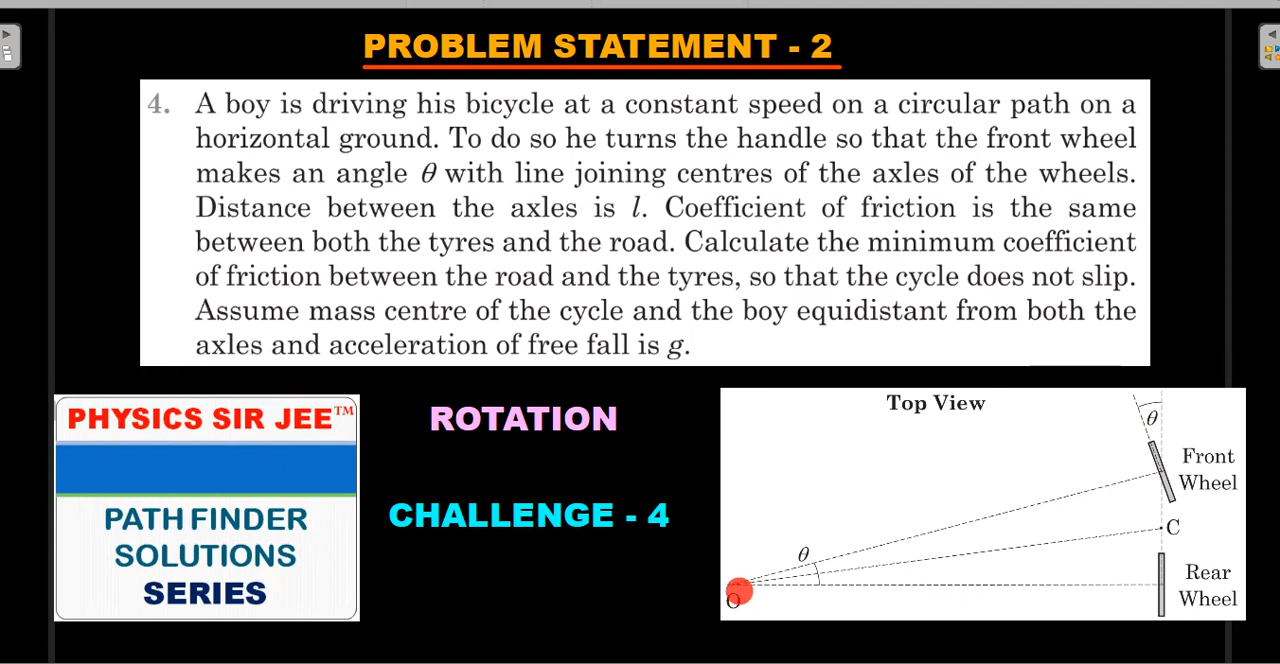 PROBLEM STATEMENT - 2
4. A boy is driving his bicycle at a constant speed on a circular path on a
horizontal ground. To do so he turns the handle so that the front wheel
makes an angle θ with line joining centres of the axles of the wheels.
Distance between the axles is l. Coefficient of friction is the same
between both the tyres and the road. Calculate the minimum coefficient
of friction between the road and the tyres, so that the cycle does not slip.
Assume mass centre of the cycle and the boy equidistant from both the
axles and acceleration of free fall is g.
PHYSICS SIR JEE™
PATH FINDER
SOLUTIONS
SERIES
ROTATION
CHALLENGE - 4
Top View
θ
Front
Wheel
C
θ
Rear
Wheel
O